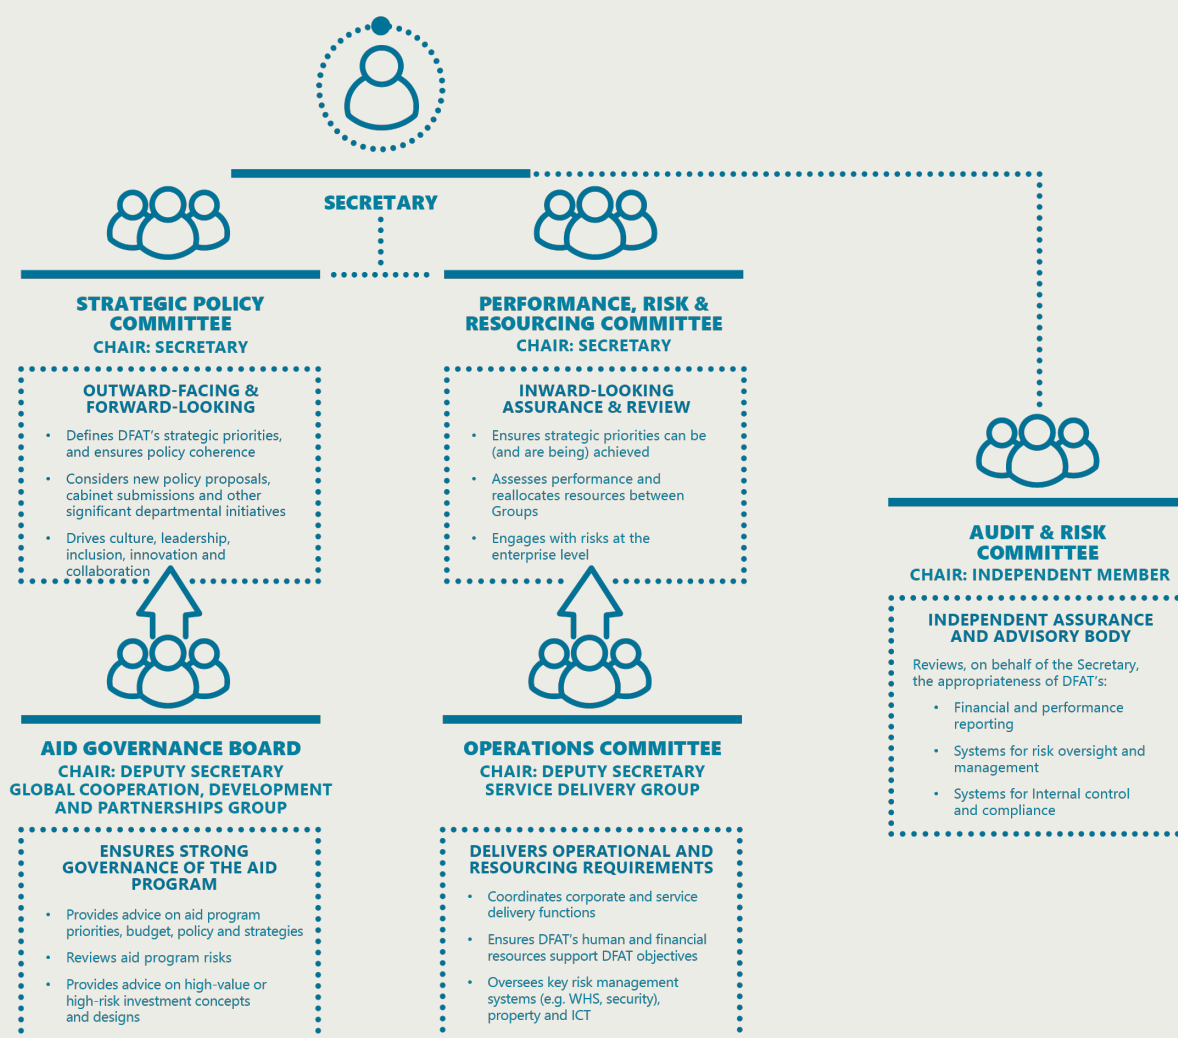 SECRETARY
STRATEGIC POLICY
COMMITTEE
CHAIR: SECRETARY
OUTWARD-FACING &
FORWARD-LOOKING
• Defines DFAT's strategic priorities,
and ensures policy coherence
• Considers new policy proposals,
cabinet submissions and other
significant departmental initiatives
• Drives culture, leadership,
inclusion, innovation and
collaboration
PERFORMANCE, RISK &
RESOURCING COMMITTEE
CHAIR: SECRETARY
INWARD-LOOKING
ASSURANCE & REVIEW
• Ensures strategic priorities can be
(and are being) achieved
• Assesses performance and
reallocates resources between
Groups
• Engages with risks at the
enterprise level
AUDIT & RISK
COMMITTEE
CHAIR: INDEPENDENT MEMBER
INDEPENDENT ASSURANCE
AND ADVISORY BODY
Reviews, on behalf of the Secretary,
the appropriateness of DFAT's:
• Financial and performance
reporting
• Systems for risk oversight and
management
• Systems for Internal control
and compliance
AID GOVERNANCE BOARD
CHAIR: DEPUTY SECRETARY
GLOBAL COOPERATION, DEVELOPMENT
AND PARTNERSHIPS GROUP
ENSURES STRONG
GOVERNANCE OF THE AID
PROGRAM
• Provides advice on aid program
priorities, budget, policy and strategies
• Reviews aid program risks
• Provides advice on high-value or
high-risk investment concepts
and designs
OPERATIONS COMMITTEE
CHAIR: DEPUTY SECRETARY
SERVICE DELIVERY GROUP
DELIVERS OPERATIONAL AND
RESOURCING REQUIREMENTS
• Coordinates corporate and service
delivery functions
• Ensures DFAT's human and financial
resources support DFAT objectives
• Oversees key risk management
systems (e.g. WHS, security),
property and ICT